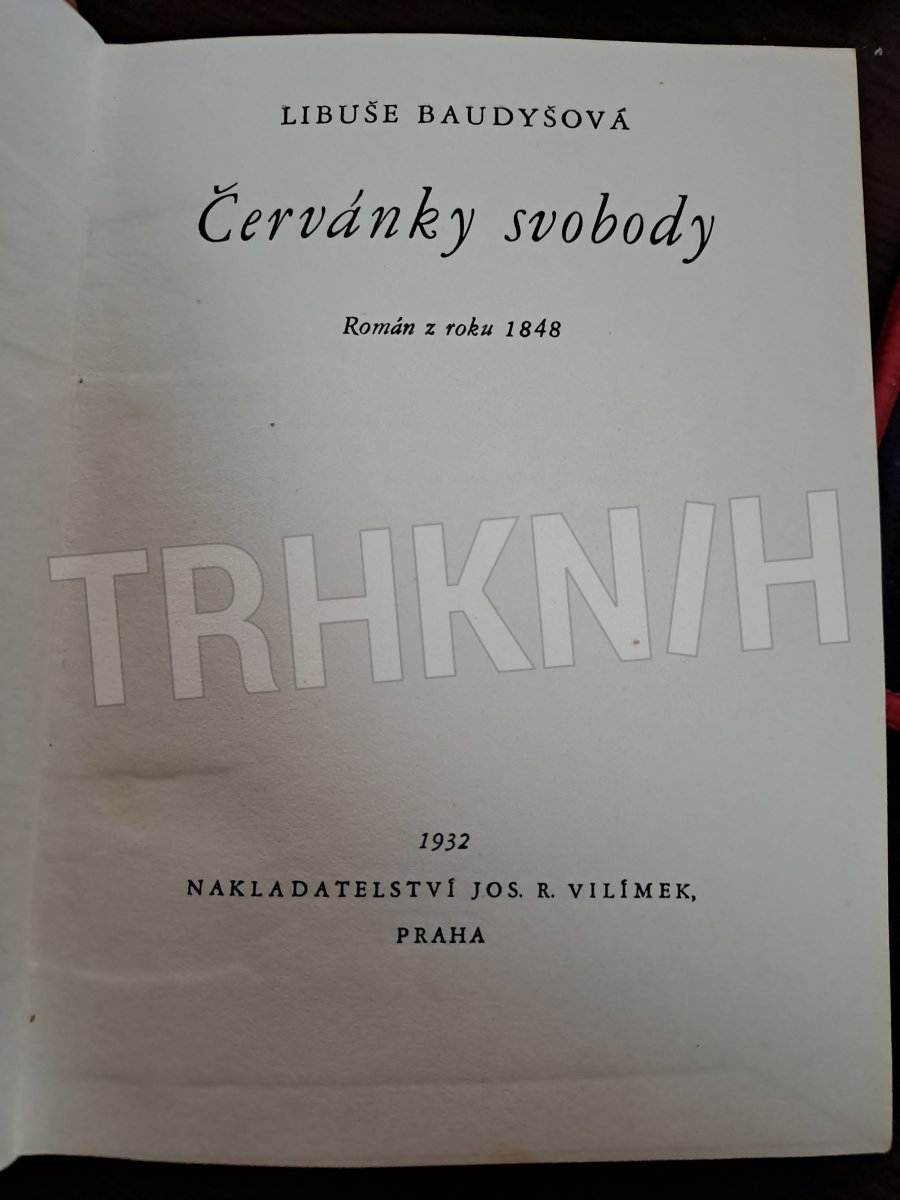 LIBUŠE BAUDYŠOVÁ
Červánky svobody
Román z roku 1848
TRHKNIH
1932
NAKLADATELSTVÍ JOS. R. VILÍMEK,
PRAHA